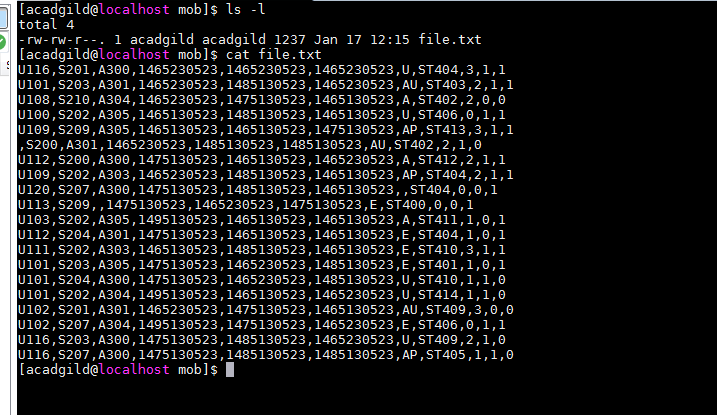 [acadgild@localhost mob]$ ls -l
total 4
-rw-rw-r--. 1 acadgild acadgild 1237 Jan 17 12:15 file.txt
[acadgild@localhost mob]$ cat file.txt
U116,S201,A300,1465230523,1465230523,1465230523,U,ST404,3,1,1
U101,S203,A301,1465230523,1485130523,1465130523,AU,ST403,2,1,1
U108,S210,A304,1465230523,1475130523,1465230523,A,ST402,2,0,0
U100,S202,A305,1465130523,1465130523,1485130523,U,ST406,0,1,1
U109,S209,A305,1465130523,1465130523,1475130523,AP,ST413,3,1,1
,S200,A301,1465230523,1485130523,1485130523,AU,ST402,2,1,0
U112,S200,A300,1475130523,1465130523,1465230523,A,ST412,2,1,1
U109,S202,A303,1465230523,1485130523,1465130523,AP,ST404,2,1,1
U120,S207,A300,1475130523,1485130523,1465130523,,ST404,0,0,1
U113,S209,,1475130523,1465230523,1475130523,E,ST400,0,0,1
U103,S202,A305,1495130523,1465130523,1465130523,A,ST411,1,0,1
U112,S204,A301,1475130523,1465130523,1475130523,E,ST404,1,0,1
U111,S202,A303,1465130523,1485130523,1465130523,E,ST410,3,1,1
U101,S203,A305,1475130523,1465230523,1485130523,E,ST401,1,0,1
U101,S204,A300,1475130523,1465230523,1485130523,U,ST410,1,1,0
U101,S202,A304,1495130523,1465130523,1465130523,U,ST414,1,1,0
U102,S201,A301,1465230523,1475130523,1465130523,AU,ST409,3,0,0
U102,S207,A304,1495130523,1465230523,1475130523,E,ST406,0,1,1
U116,S203,A300,1475130523,1465230523,1485130523,U,ST409,2,1,0
U116,S207,A300,1475130523,1485130523,1485130523,AP,ST405,1,1,0
[acadgild@localhost mob]$